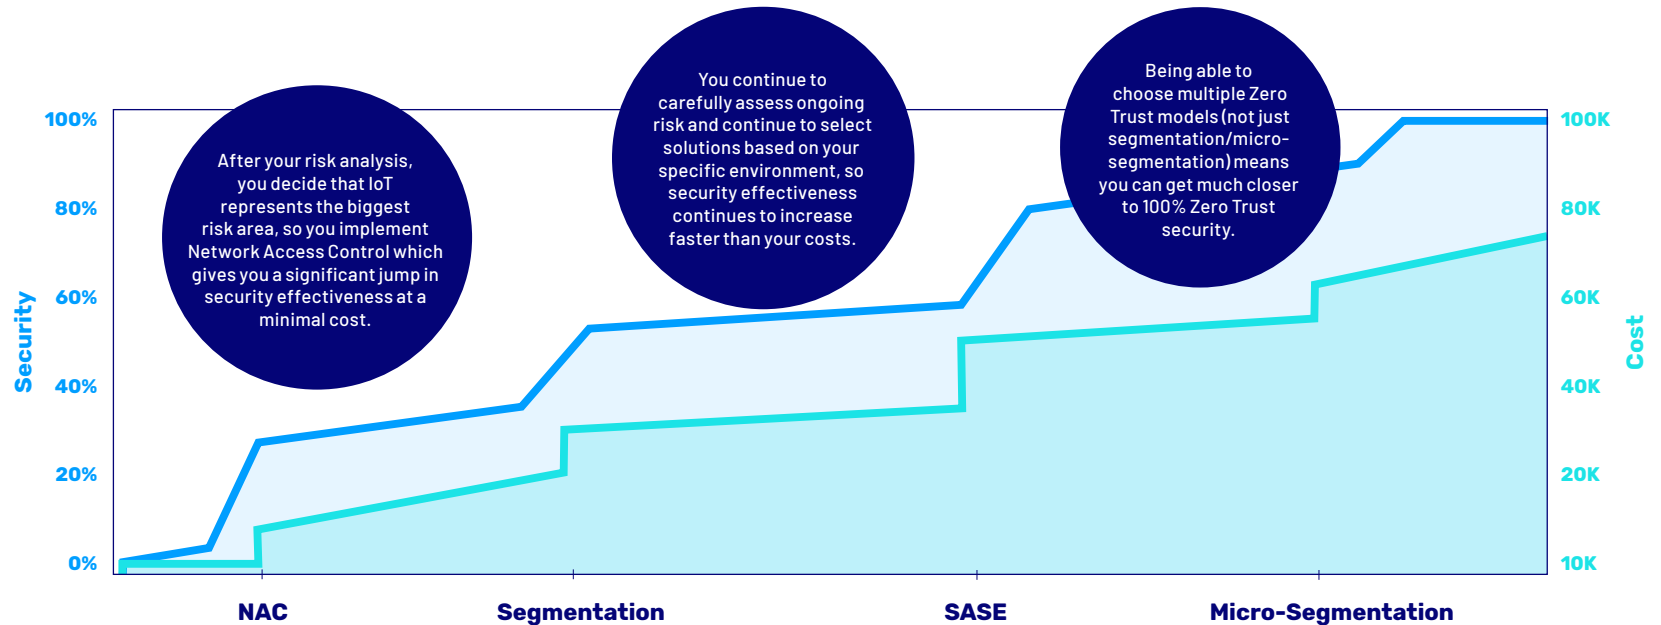 After your risk analysis,
you decide that IoT
represents the biggest
risk area, so you implement
Network Access Control which
gives you a significant jump in
security effectiveness at a
minimal cost.
You continue to
carefully assess ongoing
risk and continue to select
solutions based on your
specific environment, so
security effectiveness
continues to increase
faster than your costs.
Being able to
choose multiple Zero
Trust models (not just
segmentation/micro-
segmentation) means
you can get much closer
to 100% Zero Trust
security.
Security
100%
80%
60%
40%
20%
0%
100K
80K
60K
40K
20K
10K
Cost
NAC
Segmentation
SASE
Micro-Segmentation